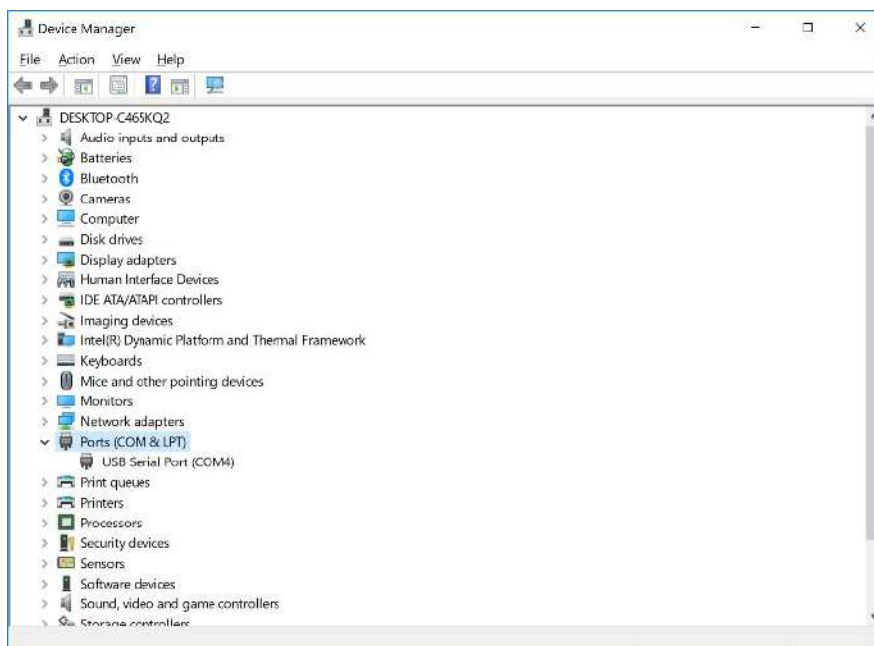 Device Manager
File Action View Help
DESKTOP-C465KQ2
Audio inputs and outputs
Batteries
Bluetooth
Cameras
Computer
Disk drives
Display adapters
Human Interface Devices
IDE ATA/ATAPI controllers
Imaging devices
Intel(R) Dynamic Platform and Thermal Framework
Keyboards
Mice and other pointing devices
Monitors
Network adapters
Ports (COM & LPT)
USB Serial Port (COM4)
Print queues
Printers
Processors
Security devices
Sensors
Software devices
Sound, video and game controllers
Storage controllers